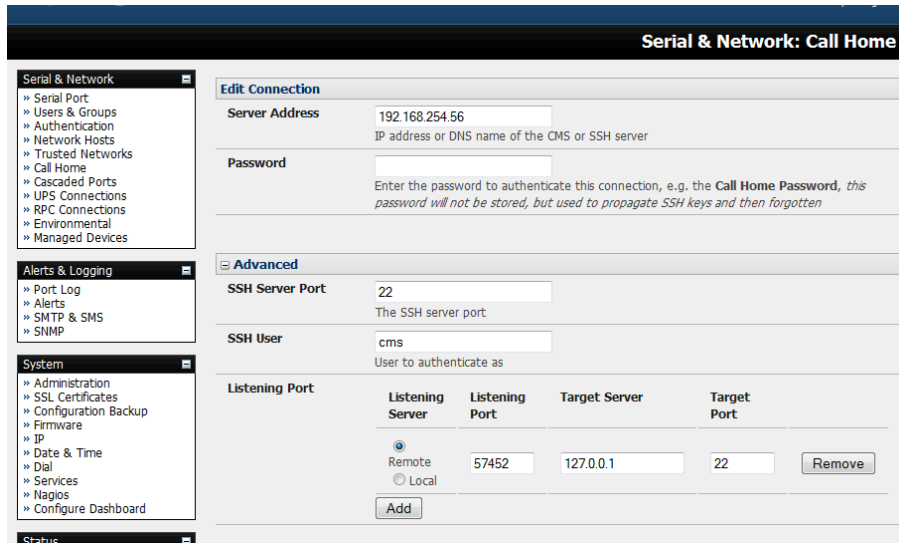 Serial & Network: Call Home
Serial & Network
» Serial Port
» Users & Groups
» Authentication
» Network Hosts
» Trusted Networks
» Call Home
» Cascaded Ports
» UPS Connections
» RPC Connections
» Environmental
» Managed Devices
Alerts & Logging
» Port Log
» Alerts
» SMTP & SMS
» SNMP
System
» Administration
» SSL Certificates
» Configuration Backup
» Firmware
» IP
» Date & Time
» Dial
» Services
» Nagios
» Configure Dashboard
Status
Edit Connection
Server Address
192.168.254.56
IP address or DNS name of the CMS or SSH server
Password
Enter the password to authenticate this connection, e.g. the Call Home Password, this
password will not be stored, but used to propagate SSH keys and then forgotten
Advanced
SSH Server Port
22
The SSH server port
SSH User
cms
User to authenticate as
Listening Port
Listening Server Listening Port Target Server Target Port
Remote
Local
57452 127.0.0.1 22 Remove
Add